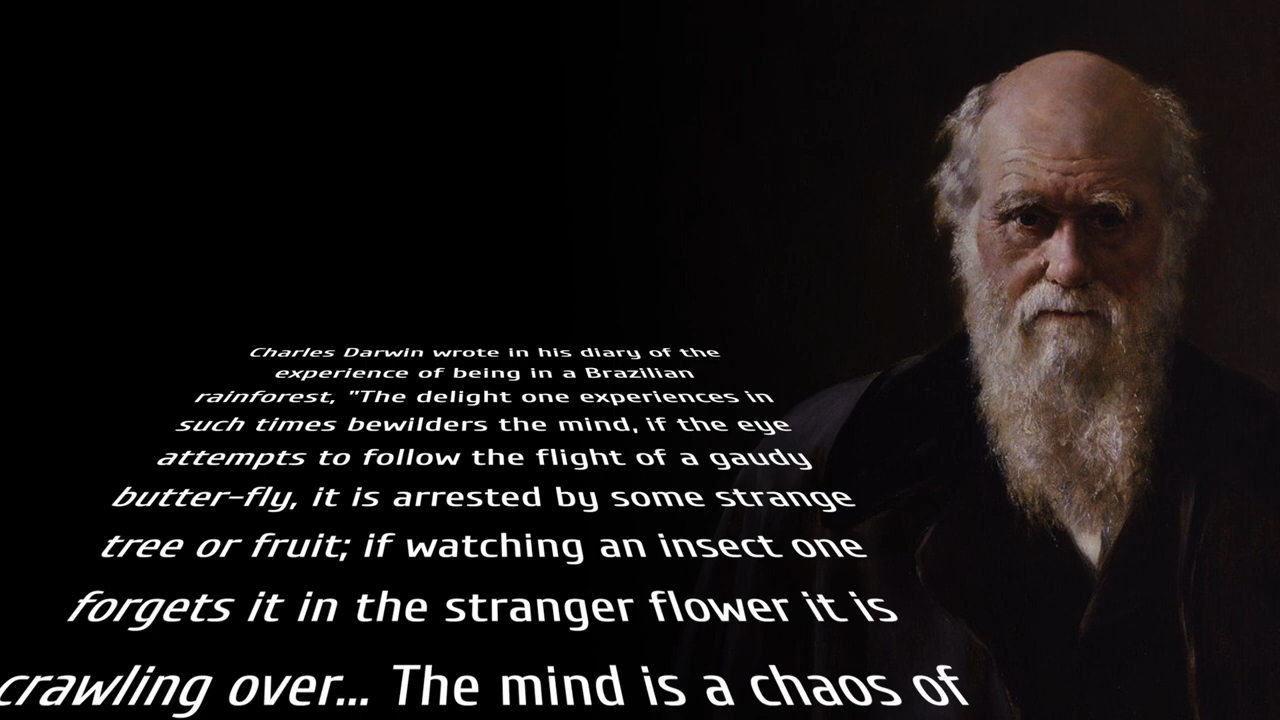 Charles Darwin wrote in his diary of the
experience of being in a Brazilian
rainforest, "The delight one experiences in
such times bewilders the mind, if the eye
attempts to follow the flight of a gaudy
butter-fly, it is arrested by some strange
tree or fruit; if watching an insect one
forgets it in the stranger flower it is
crawling over... The mind is a chaos of